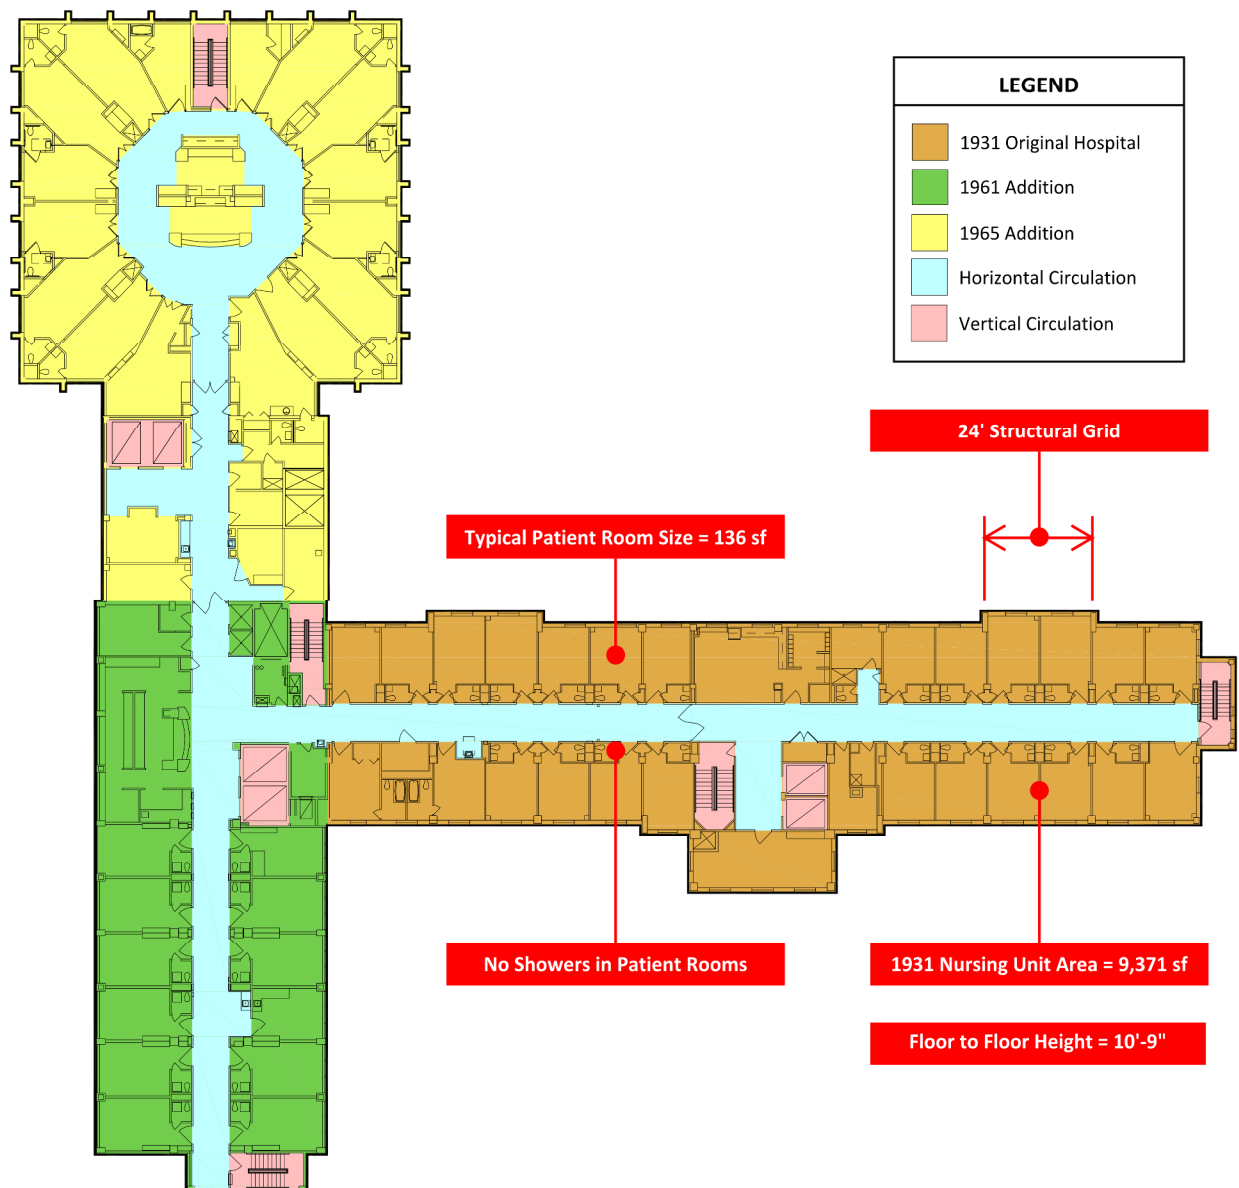 LEGEND
1931 Original Hospital
1961 Addition
1965 Addition
Horizontal Circulation
Vertical Circulation
24' Structural Grid
Typical Patient Room Size = 136 sf
No Showers in Patient Rooms
1931 Nursing Unit Area = 9,371 sf
Floor to Floor Height = 10'-9"